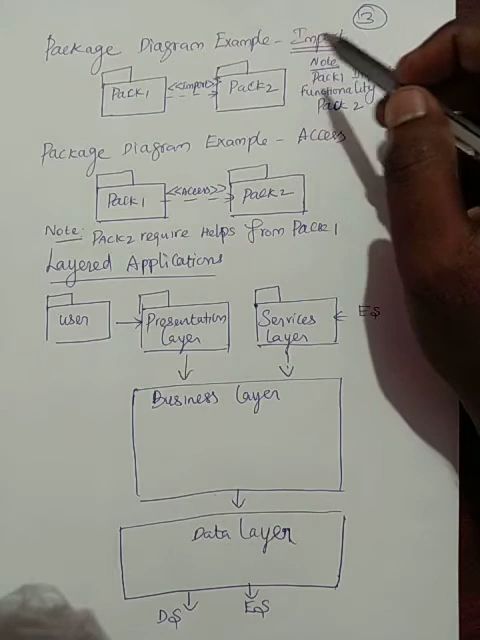 3
Package Diagram Example - Import
Note
Pack1
Functionality
Pack 2
Pack1 <<Import>> Pack2
Package Diagram Example - Access
Pack1 <<Access>> Pack2
Note: PACK2 require Helps from Pack1
Layered Applications
user
Presentation
layer
Services
layer
ES
Business layer
Data layer
DS
ES